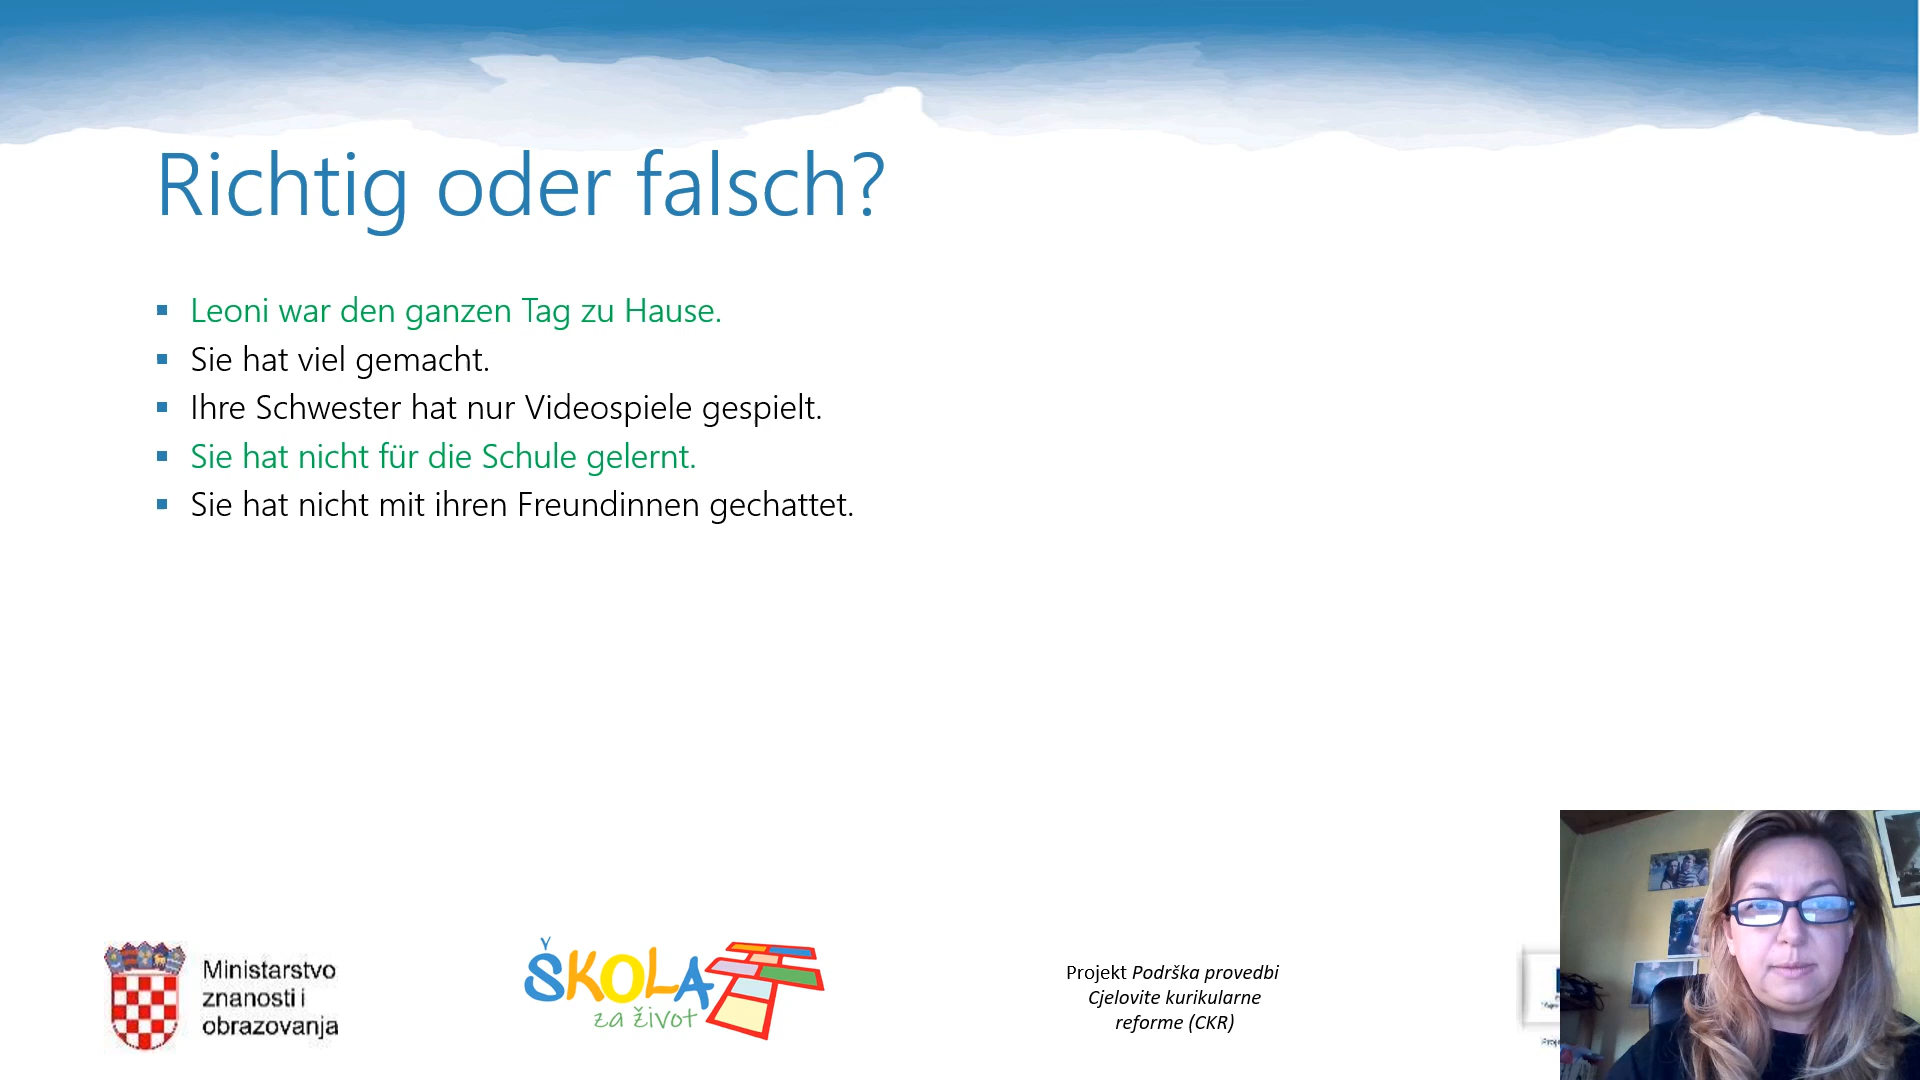 Richtig oder falsch?
Leoni war den ganzen Tag zu Hause.
Sie hat viel gemacht.
Ihre Schwester hat nur Videospiele gespielt.
Sie hat nicht für die Schule gelernt.
Sie hat nicht mit ihren Freundinnen gechattet.
Ministarstvo
znanosti i
obrazovanja
ŠKOLA
za život
Projekt Podrška provedbi
Cjelovite kurikularne
reforme (CKR)